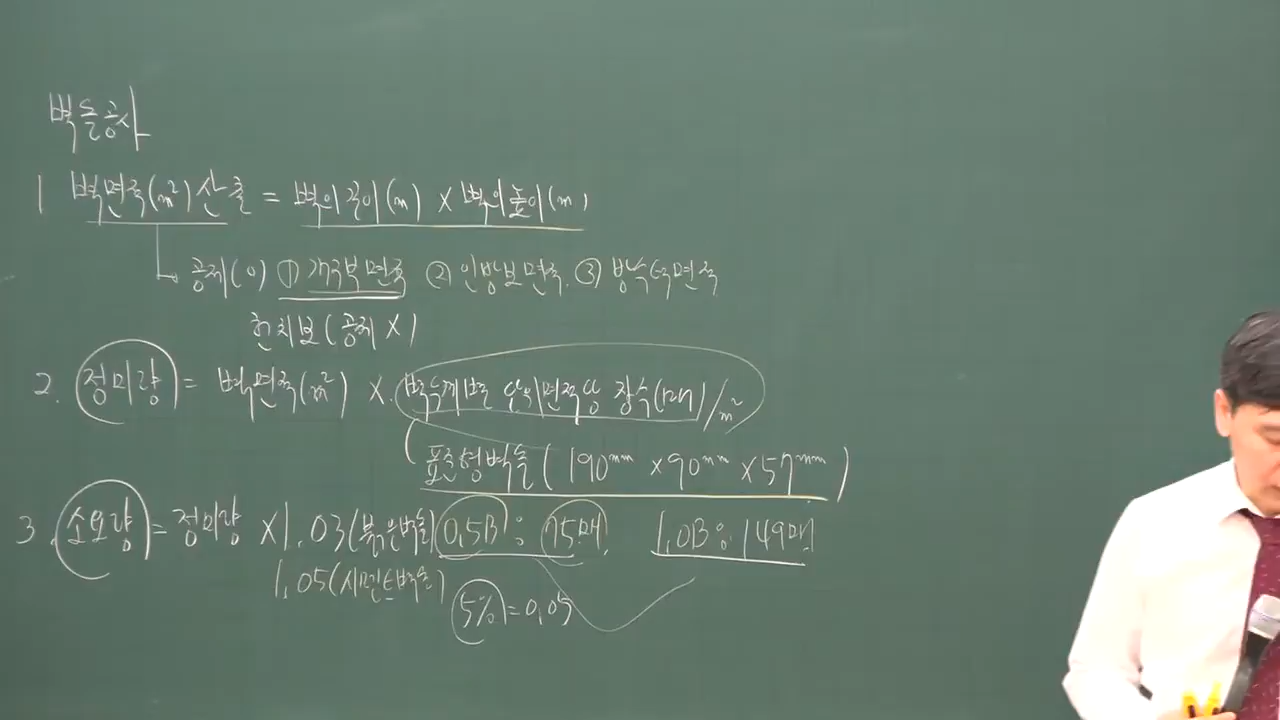 벽돌공사
1 벽면적(m²)산출 = 벽의 길이(m) × 벽의 높이(m)
공제(이) ① 개구부면적 ② 인방보면적. ③ 방식턱면적
헌치보(공제 X)
2. 정미량 = 벽면적(m²) × 벽두께별 단위면적당 장수(매)/m²
표준형벽돌(190mm ×90mm ×57mm)
3. 소요량 = 정미량 ×1.03(붉은벽돌) 0.5B: 75매. 1.0B: 149매
1.05(시멘트벽돌) 5% = 0.05